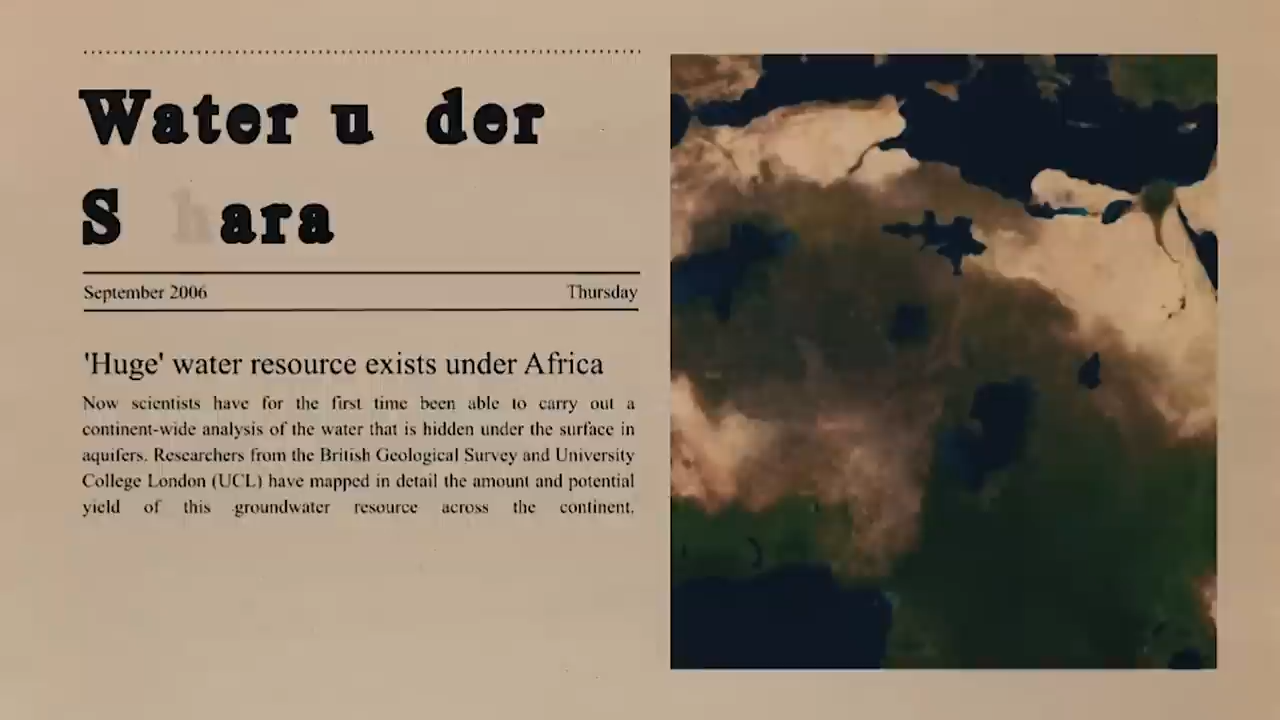 Water u der
S hara
September 2006
Thursday
'Huge' water resource exists under Africa
Now scientists have for the first time been able to carry out a
continent-wide analysis of the water that is hidden under the surface in
aquifers. Researchers from the British Geological Survey and University
College London (UCL) have mapped in detail the amount and potential
yield of this groundwater resource across the continent.